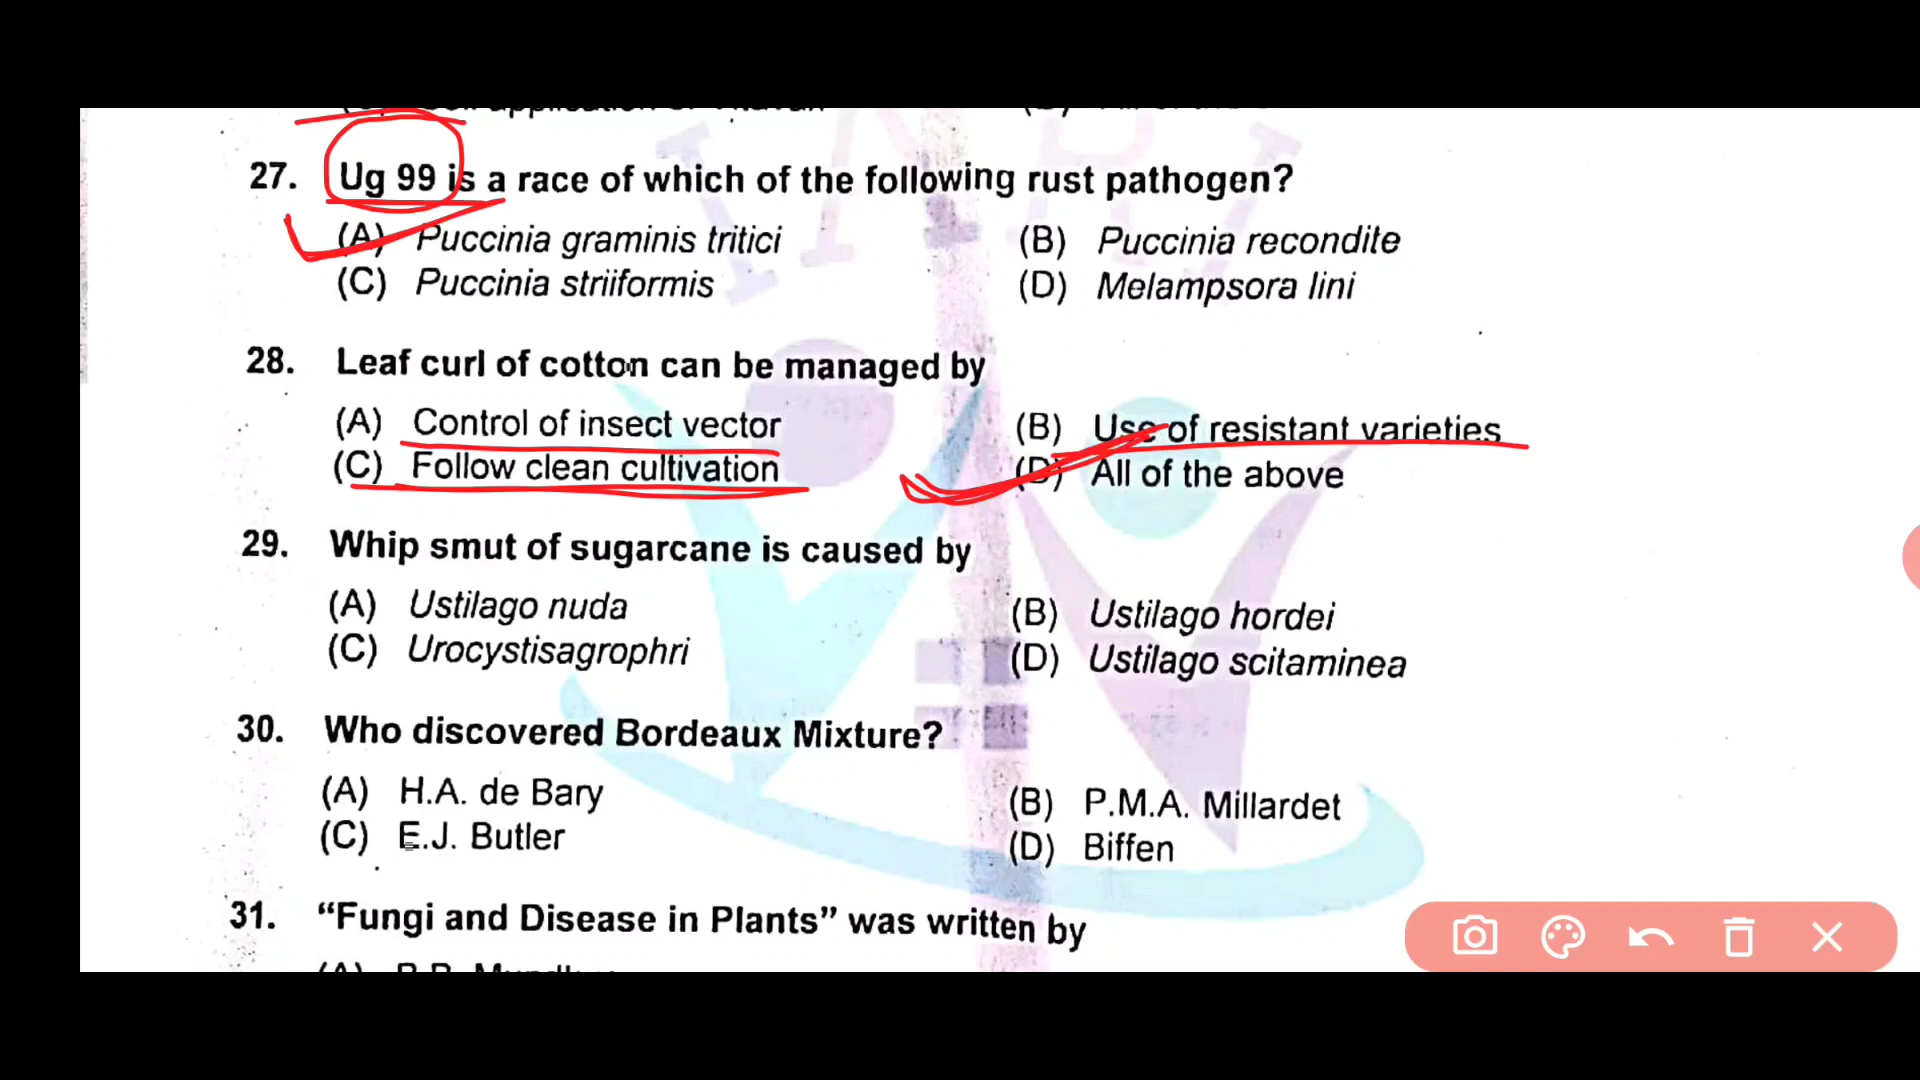 27. Ug 99 is a race of which of the following rust pathogen?
(A) Puccinia graminis tritici (B) Puccinia recondite
(C) Puccinia striiformis (D) Melampsora lini
28. Leaf curl of cotton can be managed by
(A) Control of insect vector (B) Use of resistant varieties
(C) Follow clean cultivation (D) All of the above
29. Whip smut of sugarcane is caused by
(A) Ustilago nuda (B) Ustilago hordei
(C) Urocystisagrophri (D) Ustilago scitaminea
30. Who discovered Bordeaux Mixture?
(A) H.A. de Bary (B) P.M.A. Millardet
(C) E.J. Butler (D) Biffen
31. “Fungi and Disease in Plants” was written by